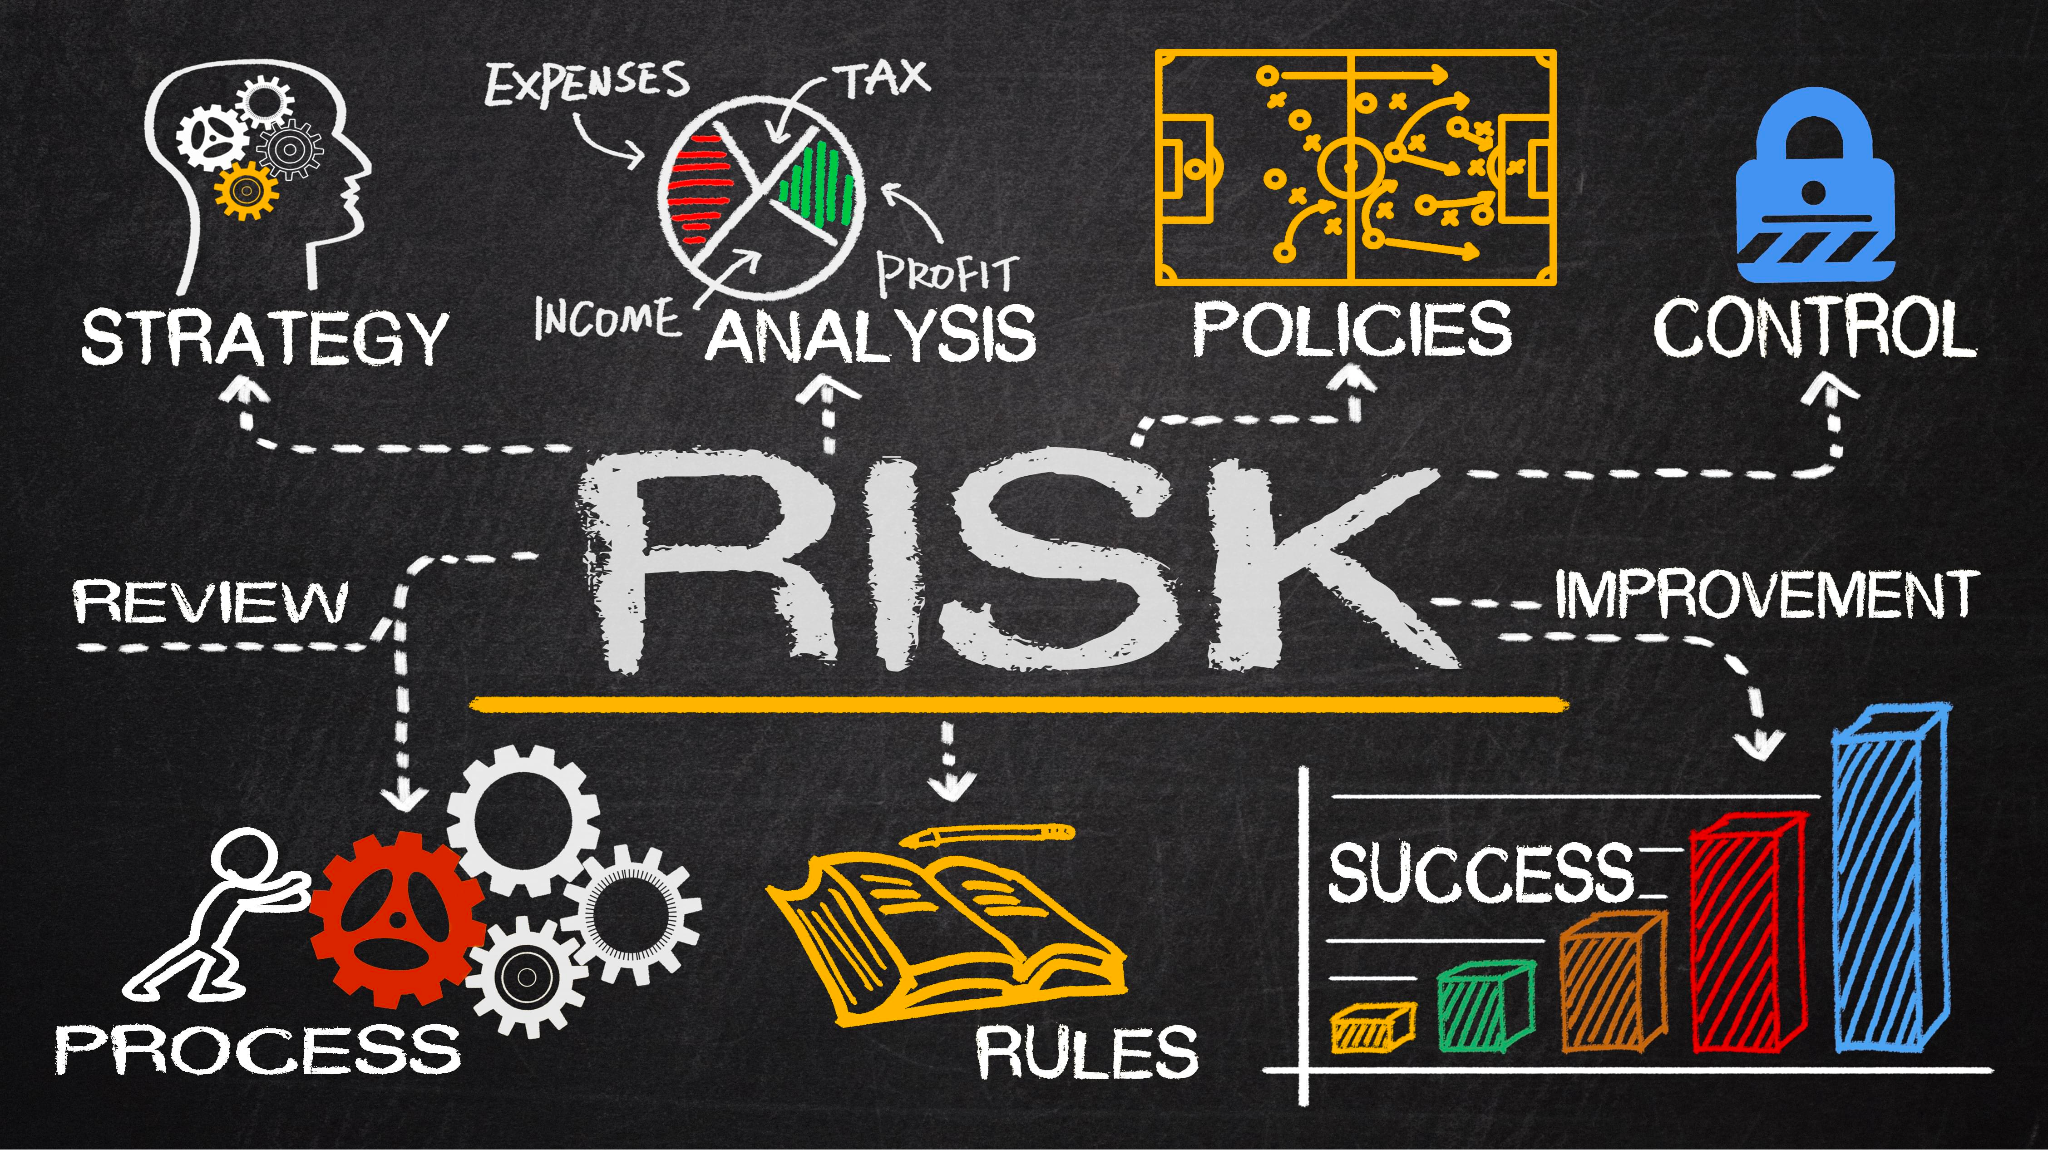 EXPENSES
TAX
PROFIT
INCOME
STRATEGY
ANALYSIS
POLICIES
CONTROL
RISK
REVIEW
IMPROVEMENT
SUCCESS
PROCESS
RULES